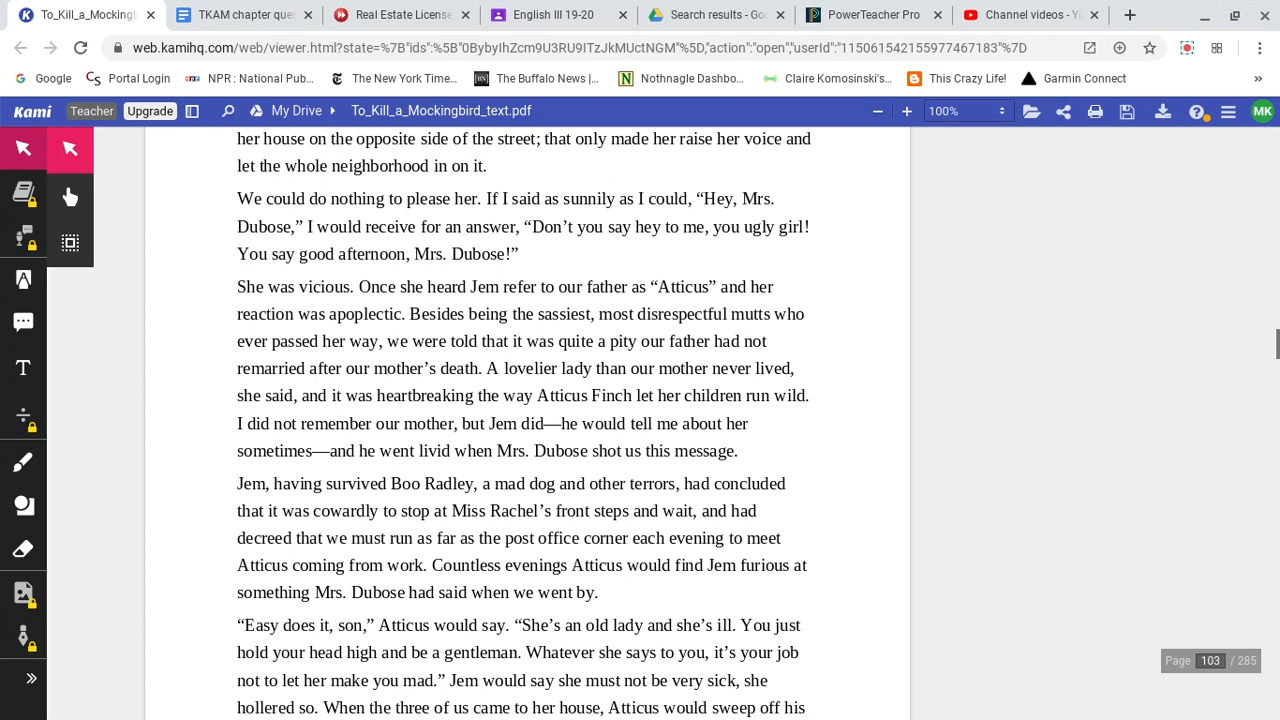 To_Kill_a_Mockingb
TKAM chapter ques
Real Estate License
English III 19-20
Search results - Goo
PowerTeacher Pro
Channel videos - Yo
web.kamihq.com/web/viewer.html?state=%7B"ids":%5B"0BybyIhZcm9U3RU9ITzJkMUctNGM"%5D,"action":"open","userId":"115061542155977467183"%7D
Google
Portal Login
NPR : National Pub...
The New York Time...
The Buffalo News |...
Nothnagle Dashbo...
Claire Komosinski's...
This Crazy Life!
Garmin Connect
Kami Teacher Upgrade My Drive To_Kill_a_Mockingbird_text.pdf 100% MK
her house on the opposite side of the street; that only made her raise her voice and
let the whole neighborhood in on it.
We could do nothing to please her. If I said as sunnily as I could, “Hey, Mrs.
Dubose,” I would receive for an answer, “Don’t you say hey to me, you ugly girl!
You say good afternoon, Mrs. Dubose!”
She was vicious. Once she heard Jem refer to our father as “Atticus” and her
reaction was apoplectic. Besides being the sassiest, most disrespectful mutts who
ever passed her way, we were told that it was quite a pity our father had not
remarried after our mother’s death. A lovelier lady than our mother never lived,
she said, and it was heartbreaking the way Atticus Finch let her children run wild.
I did not remember our mother, but Jem did—he would tell me about her
sometimes—and he went livid when Mrs. Dubose shot us this message.
Jem, having survived Boo Radley, a mad dog and other terrors, had concluded
that it was cowardly to stop at Miss Rachel’s front steps and wait, and had
decreed that we must run as far as the post office corner each evening to meet
Atticus coming from work. Countless evenings Atticus would find Jem furious at
something Mrs. Dubose had said when we went by.
“Easy does it, son,” Atticus would say. “She’s an old lady and she’s ill. You just
hold your head high and be a gentleman. Whatever she says to you, it’s your job
not to let her make you mad.” Jem would say she must not be very sick, she
hollered so. When the three of us came to her house, Atticus would sweep off his
Page 103 / 285